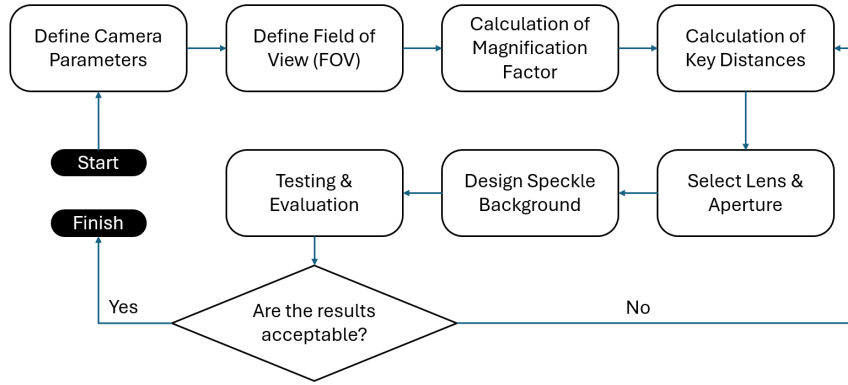 Define Camera
Parameters
Define Field of
View (FOV)
Calculation of
Magnification
Factor
Calculation of
Key Distances
Start
Testing &
Evaluation
Design Speckle
Background
Select Lens &
Aperture
Finish
Yes
Are the results
acceptable?
No